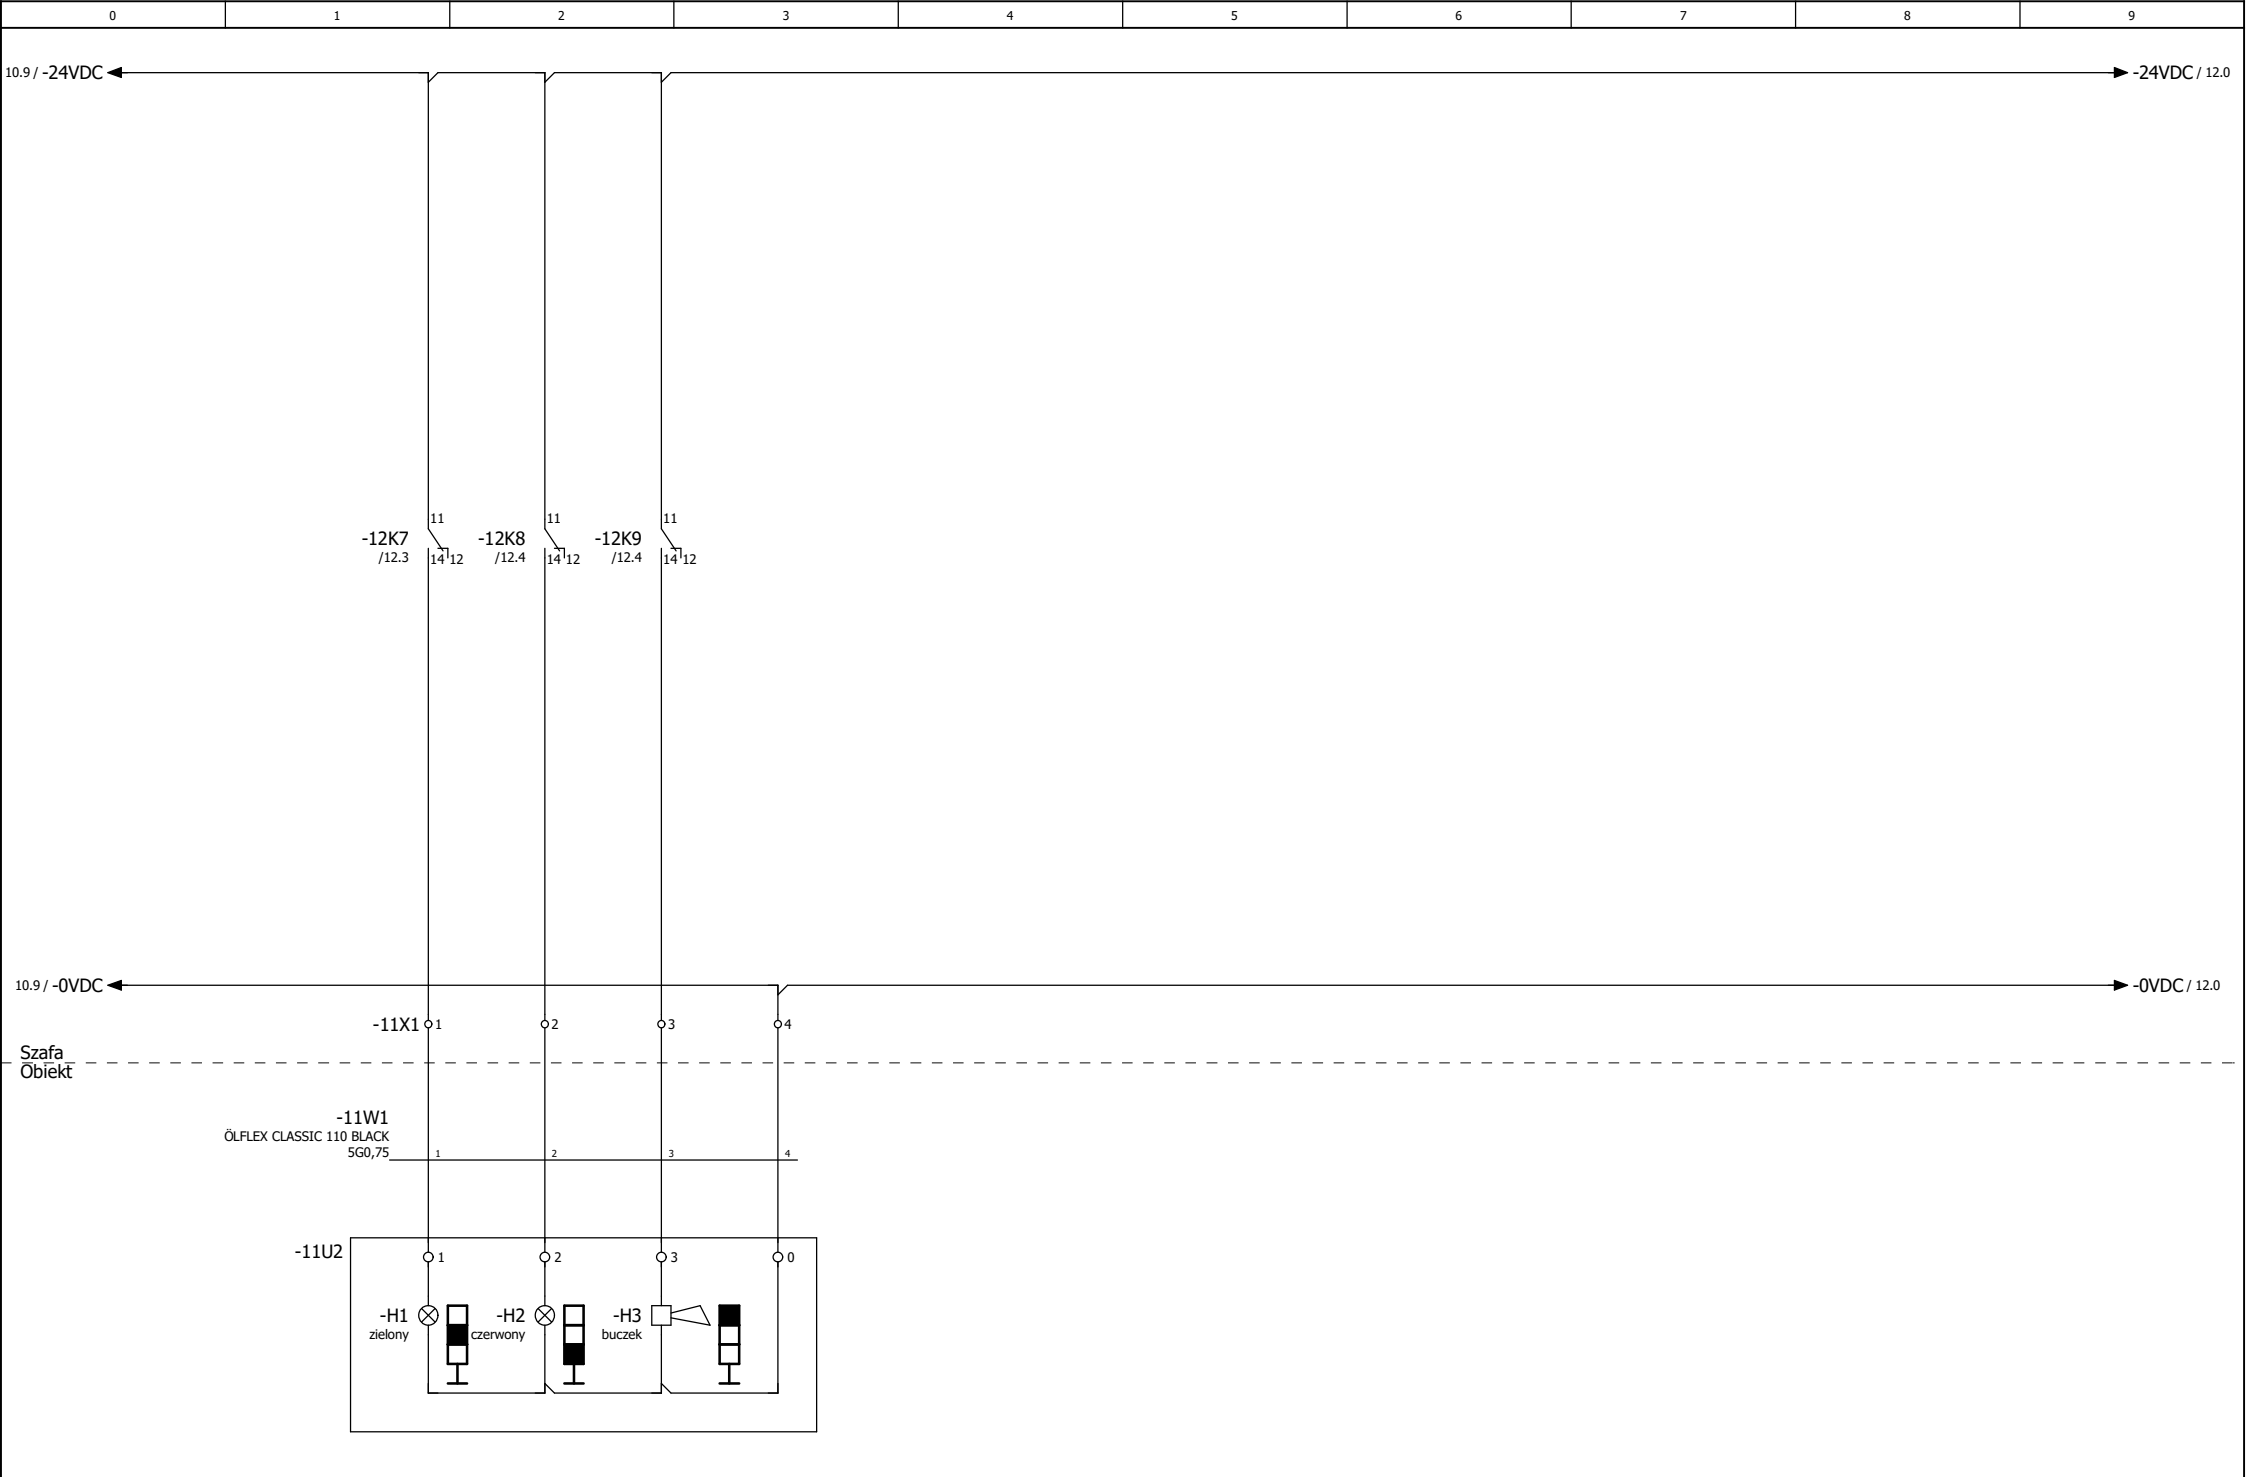 0 1 2 3 4 5 6 7 8 9
10.9 / -24VDC -24VDC / 12.0
11 11 11
-12K7 -12K8 -12K9
/12.3 14 12 /12.4 14 12 /12.4 14 12
10.9 / -0VDC -0VDC / 12.0
-11X1 1 2 3 4
Szafa
Obiekt
-11W1
ÖLFLEX CLASSIC 110 BLACK
5G0,75 1 2 3 4
-11U2 1 2 3 0
-H1 -H2 -H3
zielony czerwony buczek